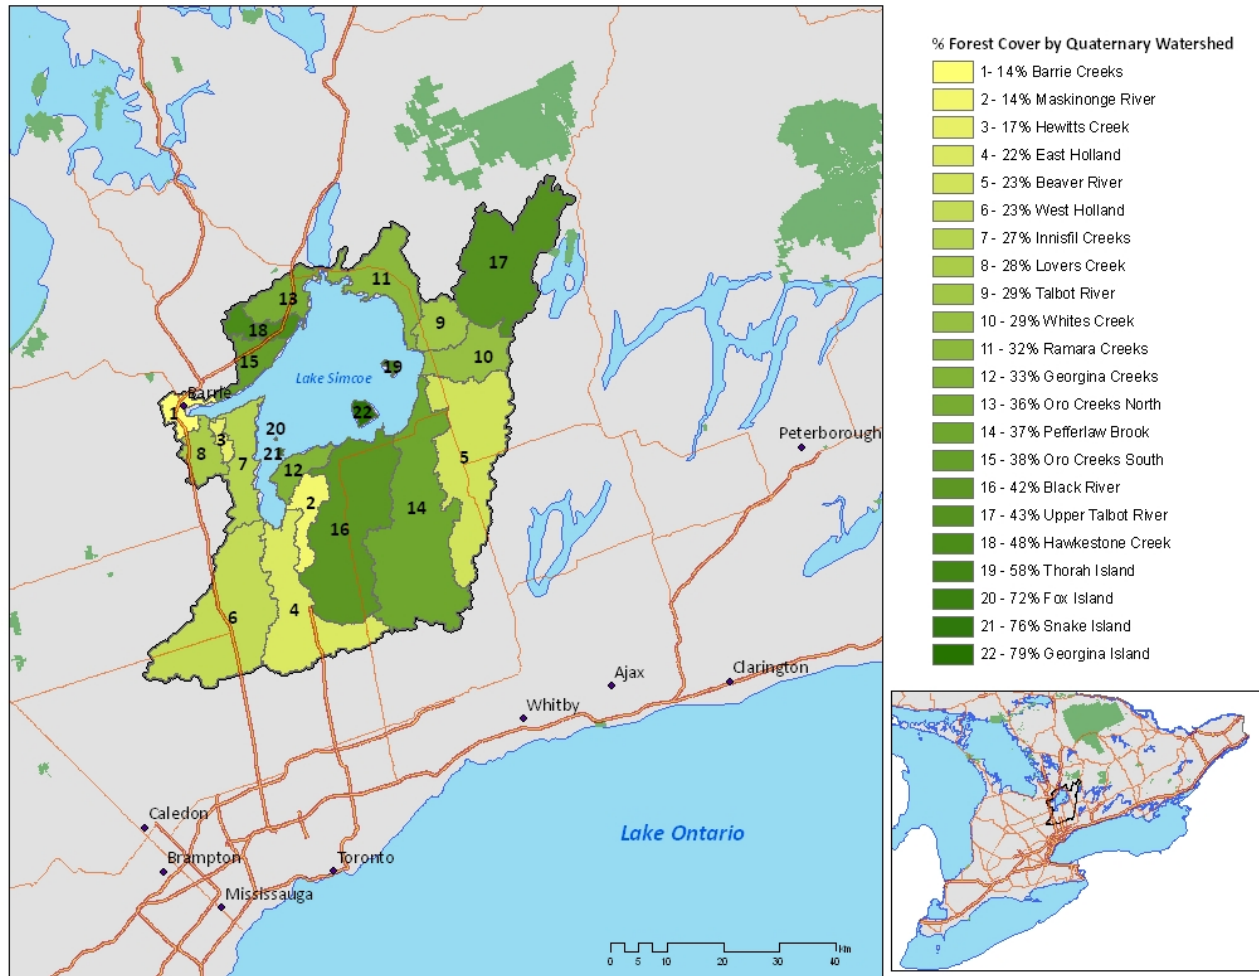 % Forest Cover by Quaternary Watershed
1- 14% Barrie Creeks
2 - 14% Maskinonge River
3 - 17% Hewitts Creek
4 - 22% East Holland
5 - 23% Beaver River
6 - 23% West Holland
7 - 27% Innisfil Creeks
8 - 28% Lovers Creek
9 - 29% Talbot River
10 - 29% Whites Creek
11 - 32% Ramara Creeks
12 - 33% Georgina Creeks
13 - 36% Oro Creeks North
14 - 37% Pefferlaw Brook
15 - 38% Oro Creeks South
16 - 42% Black River
17 - 43% Upper Talbot River
18 - 48% Hawkestone Creek
19 - 58% Thorah Island
20 - 72% Fox Island
21 - 76% Snake Island
22 - 79% Georgina Island
17
11
13
18
9
15
10
19
Lake Simcoe
Barrie
1
22
20
3
8
21
7
5
12
Peterborough
2
14
16
4
6
Ajax
Clarington
Whitby
Caledon
Lake Ontario
Brampton
Toronto
Mississauga
Km
0 5 10 20 30 40